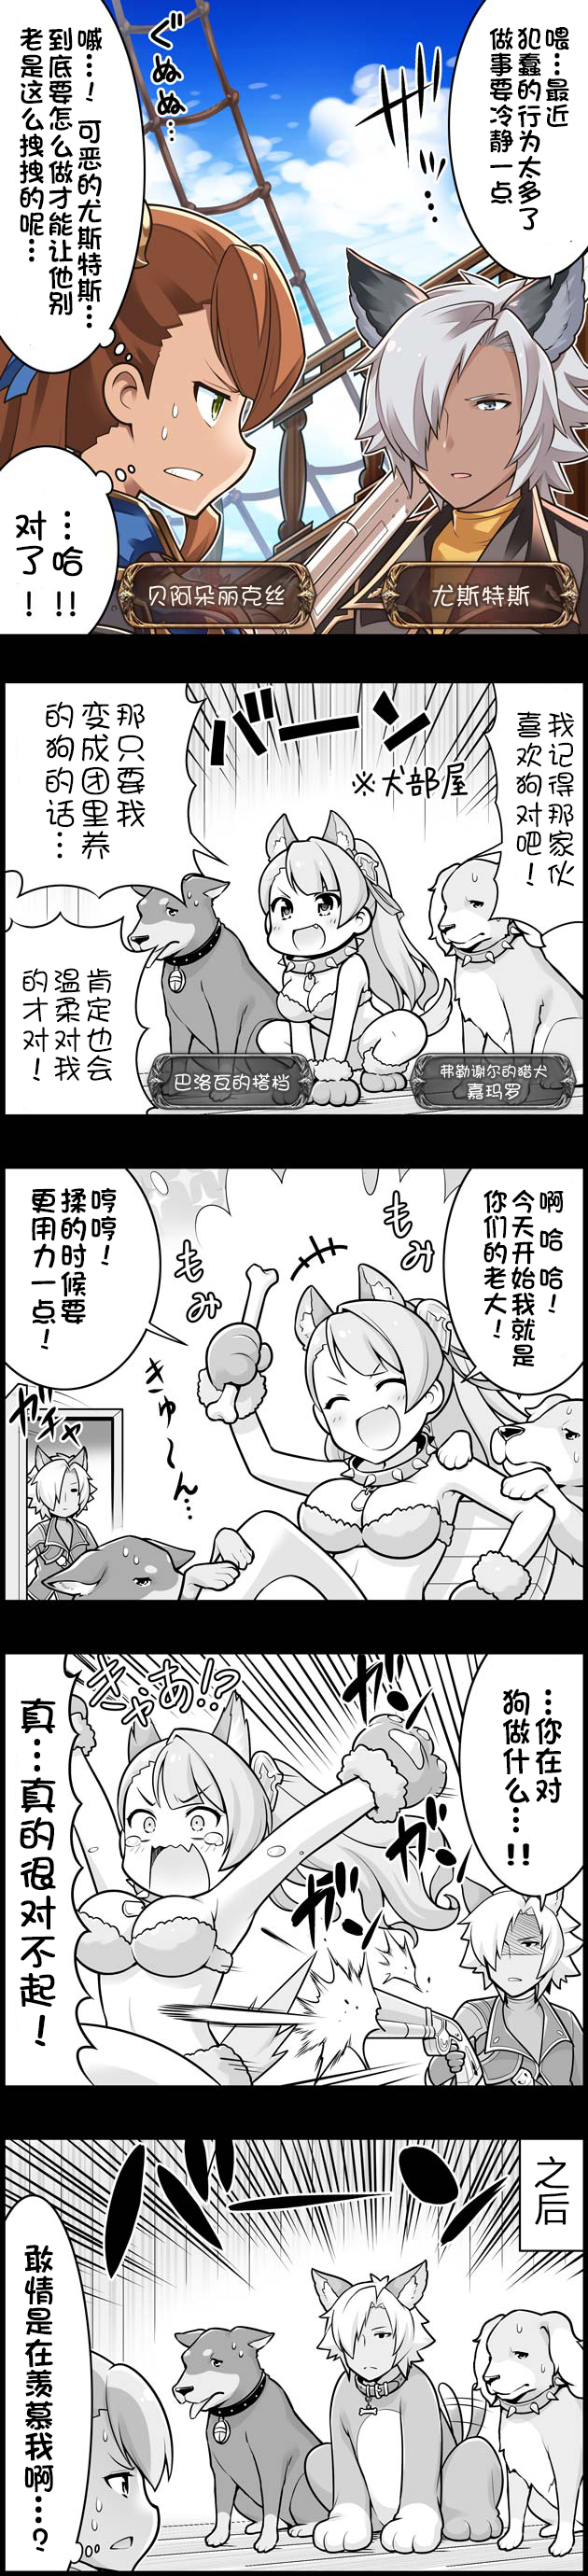 喂…最近
犯蠢的行为太多了
做事要冷静一点
ぐぬぬ…
嘁…！可恶的尤斯特斯…
到底要怎么做才能让他别
老是这么拽拽的呢…
…哈!!
对了！
贝阿朵丽克丝
尤斯特斯
我记得那家伙
喜欢狗对吧！
バーン
※犬部屋
那只要我
变成团里养
的狗的话…
肯定也会
温柔对我
的才对！
巴洛瓦的搭档
弗勒谢尔的猎犬
嘉玛罗
啊 哈 哈！
今天开始我就是
你们的老大！
もみ
もみ
哼哼！
揉的时候要
更用力一点！
きゅ～ん…
ガチャ
…你在对
狗做什么…!!
きゃあ!?
ガン
ガン
ガン
真…真的很对不起！
之后
バーン
敢情是在羡慕我啊…？